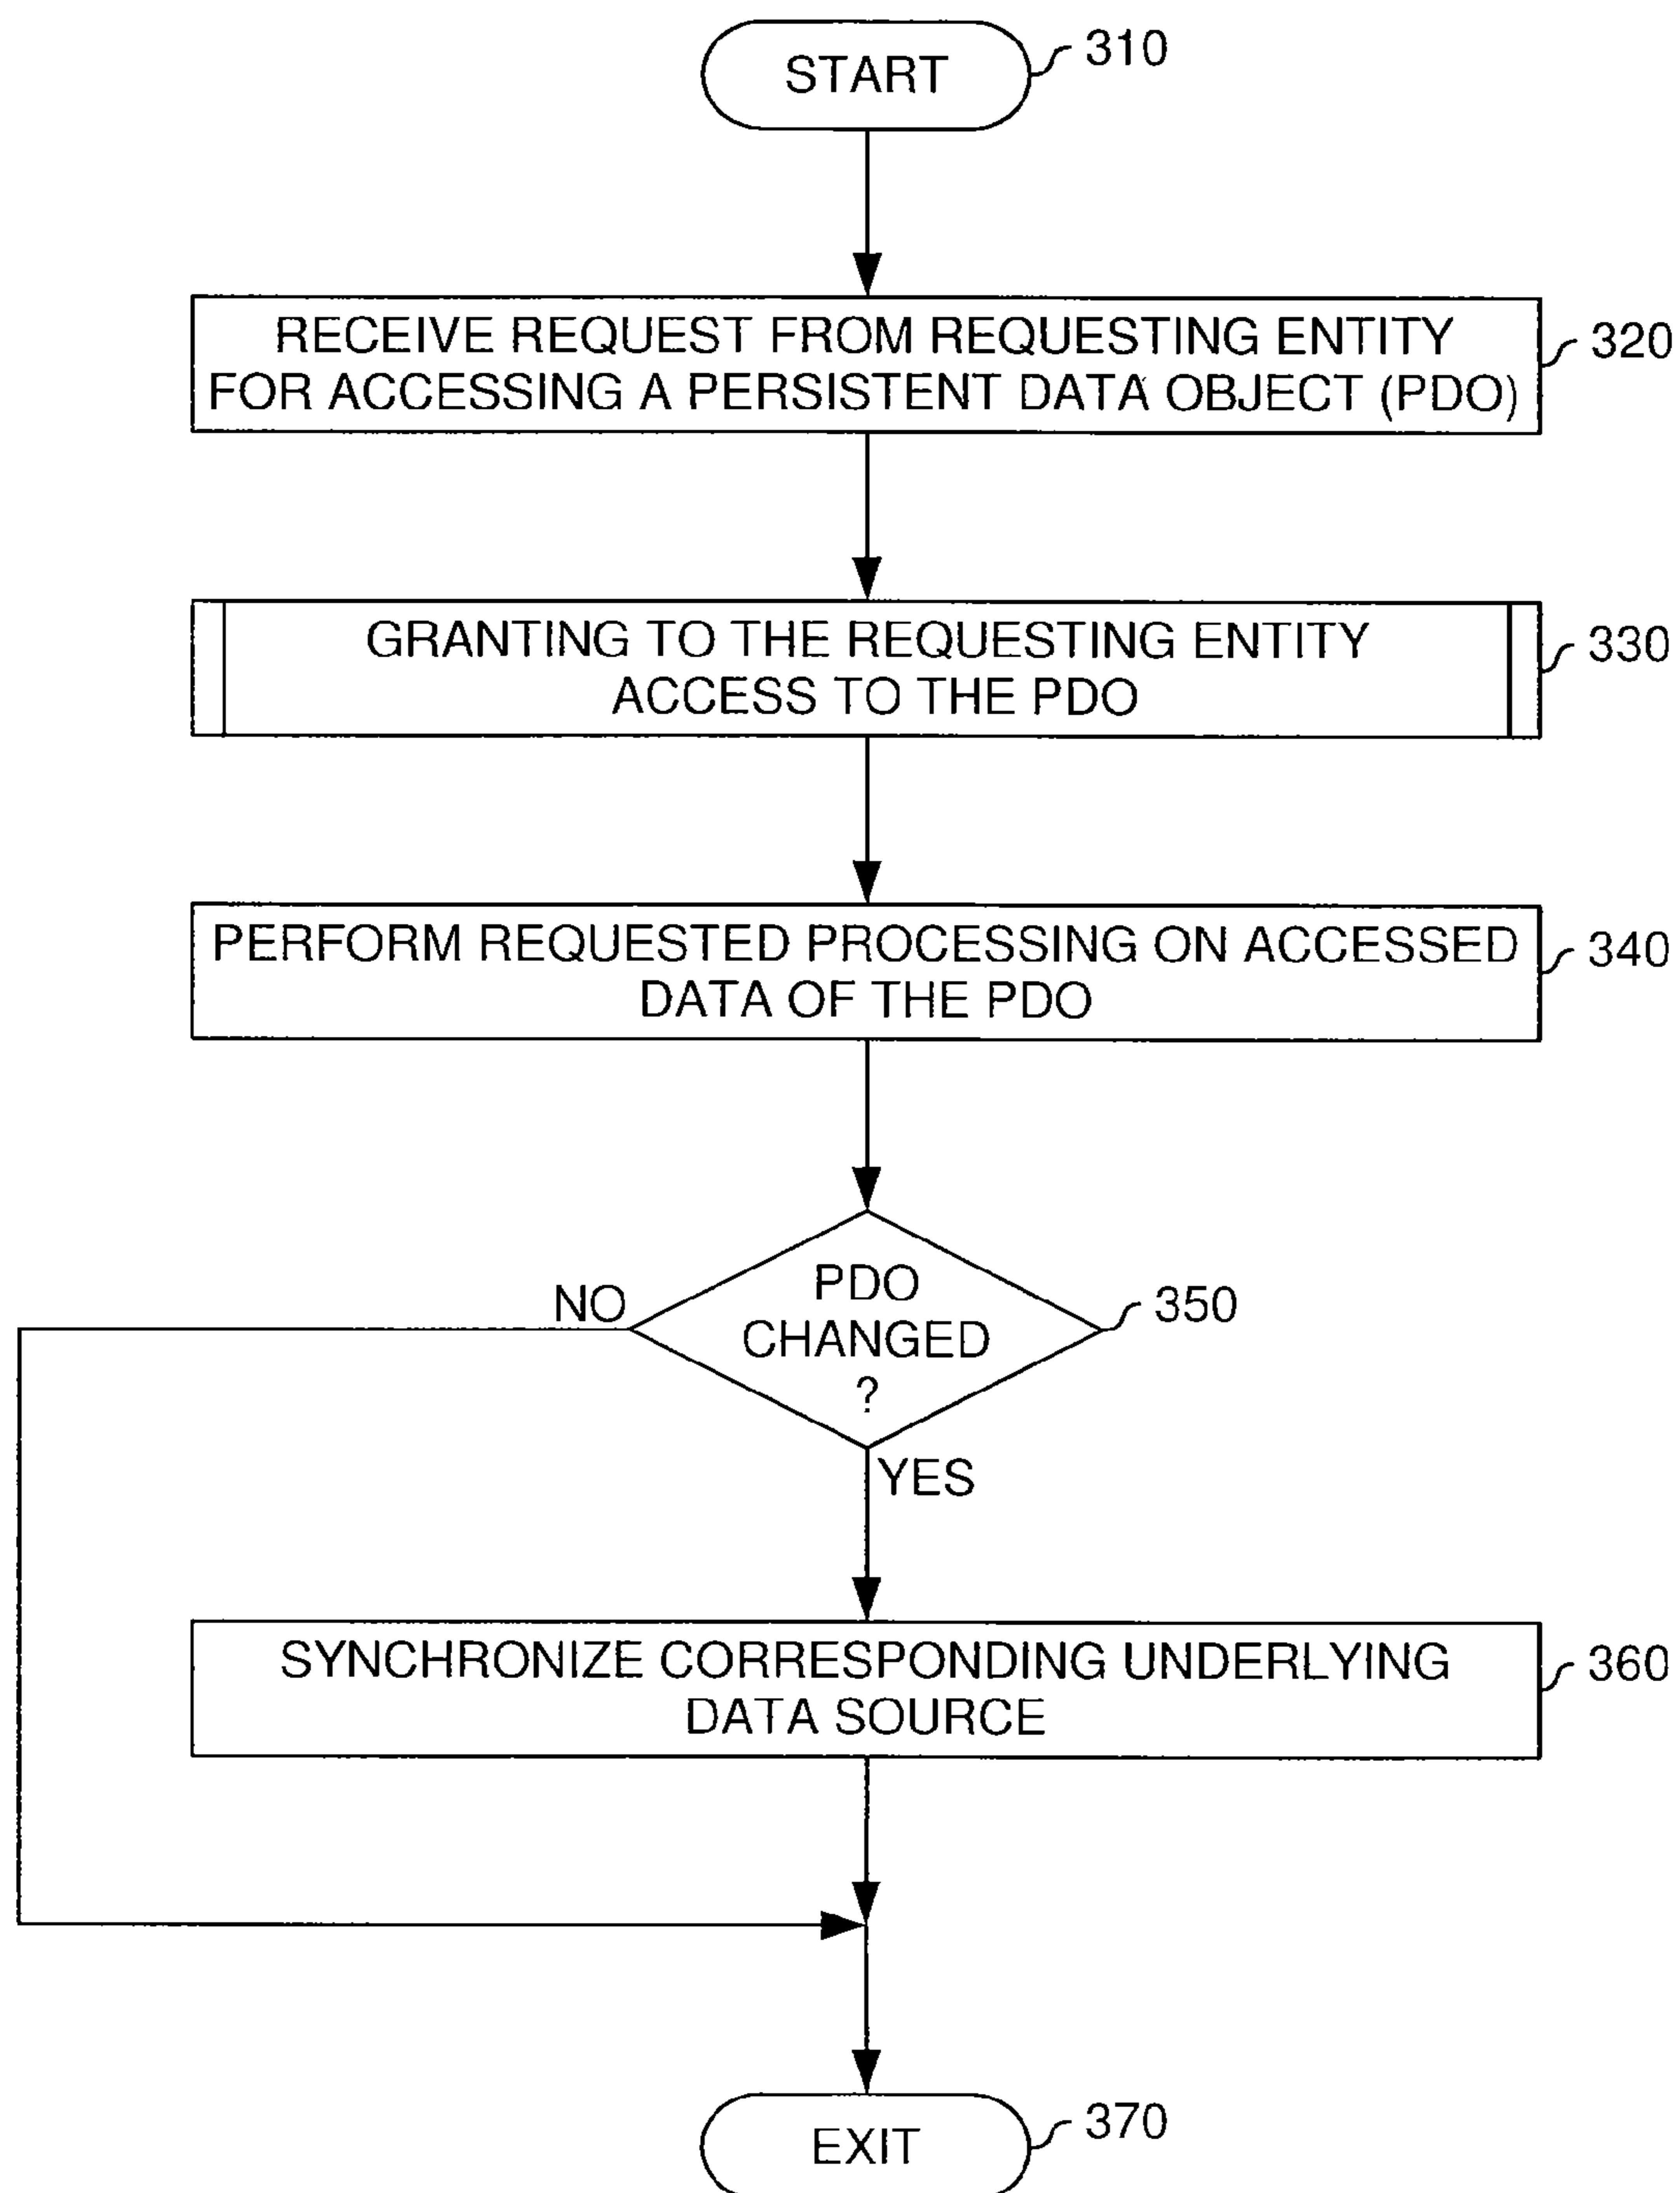 START
310
RECEIVE REQUEST FROM REQUESTING ENTITY
FOR ACCESSING A PERSISTENT DATA OBJECT (PDO)
320
GRANTING TO THE REQUESTING ENTITY
ACCESS TO THE PDO
330
PERFORM REQUESTED PROCESSING ON ACCESSED
DATA OF THE PDO
340
NO
PDO
CHANGED
?
350
YES
SYNCHRONIZE CORRESPONDING UNDERLYING
DATA SOURCE
360
EXIT
370